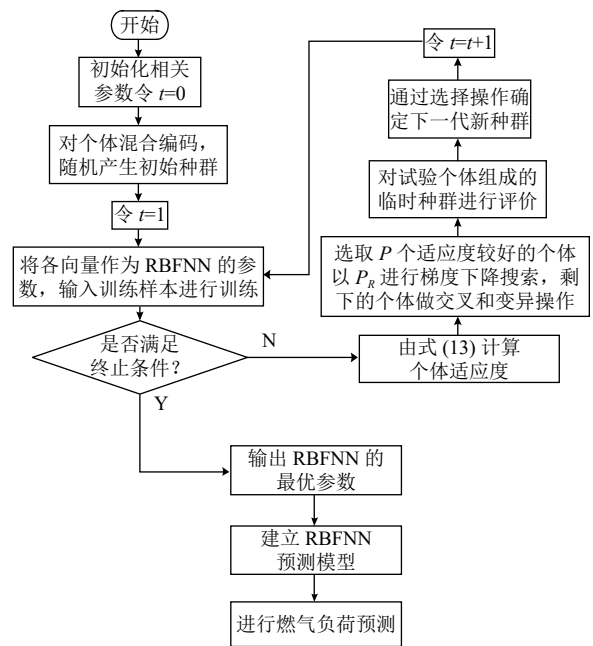 开始
初始化相关
参数令 t=0
对个体混合编码，
随机产生初始种群
令 t=1
将各向量作为 RBFNN 的参
数，输入训练样本进行训练
是否满足
终止条件？
N
Y
由式 (13) 计算
个体适应度
选取 P 个适应度较好的个体
以 PR 进行梯度下降搜索，剩
下的个体做交叉和变异操作
对试验个体组成的
临时种群进行评价
通过选择操作确
定下一代新种群
令 t=t+1
输出 RBFNN 的
最优参数
建立 RBFNN
预测模型
进行燃气负荷预测